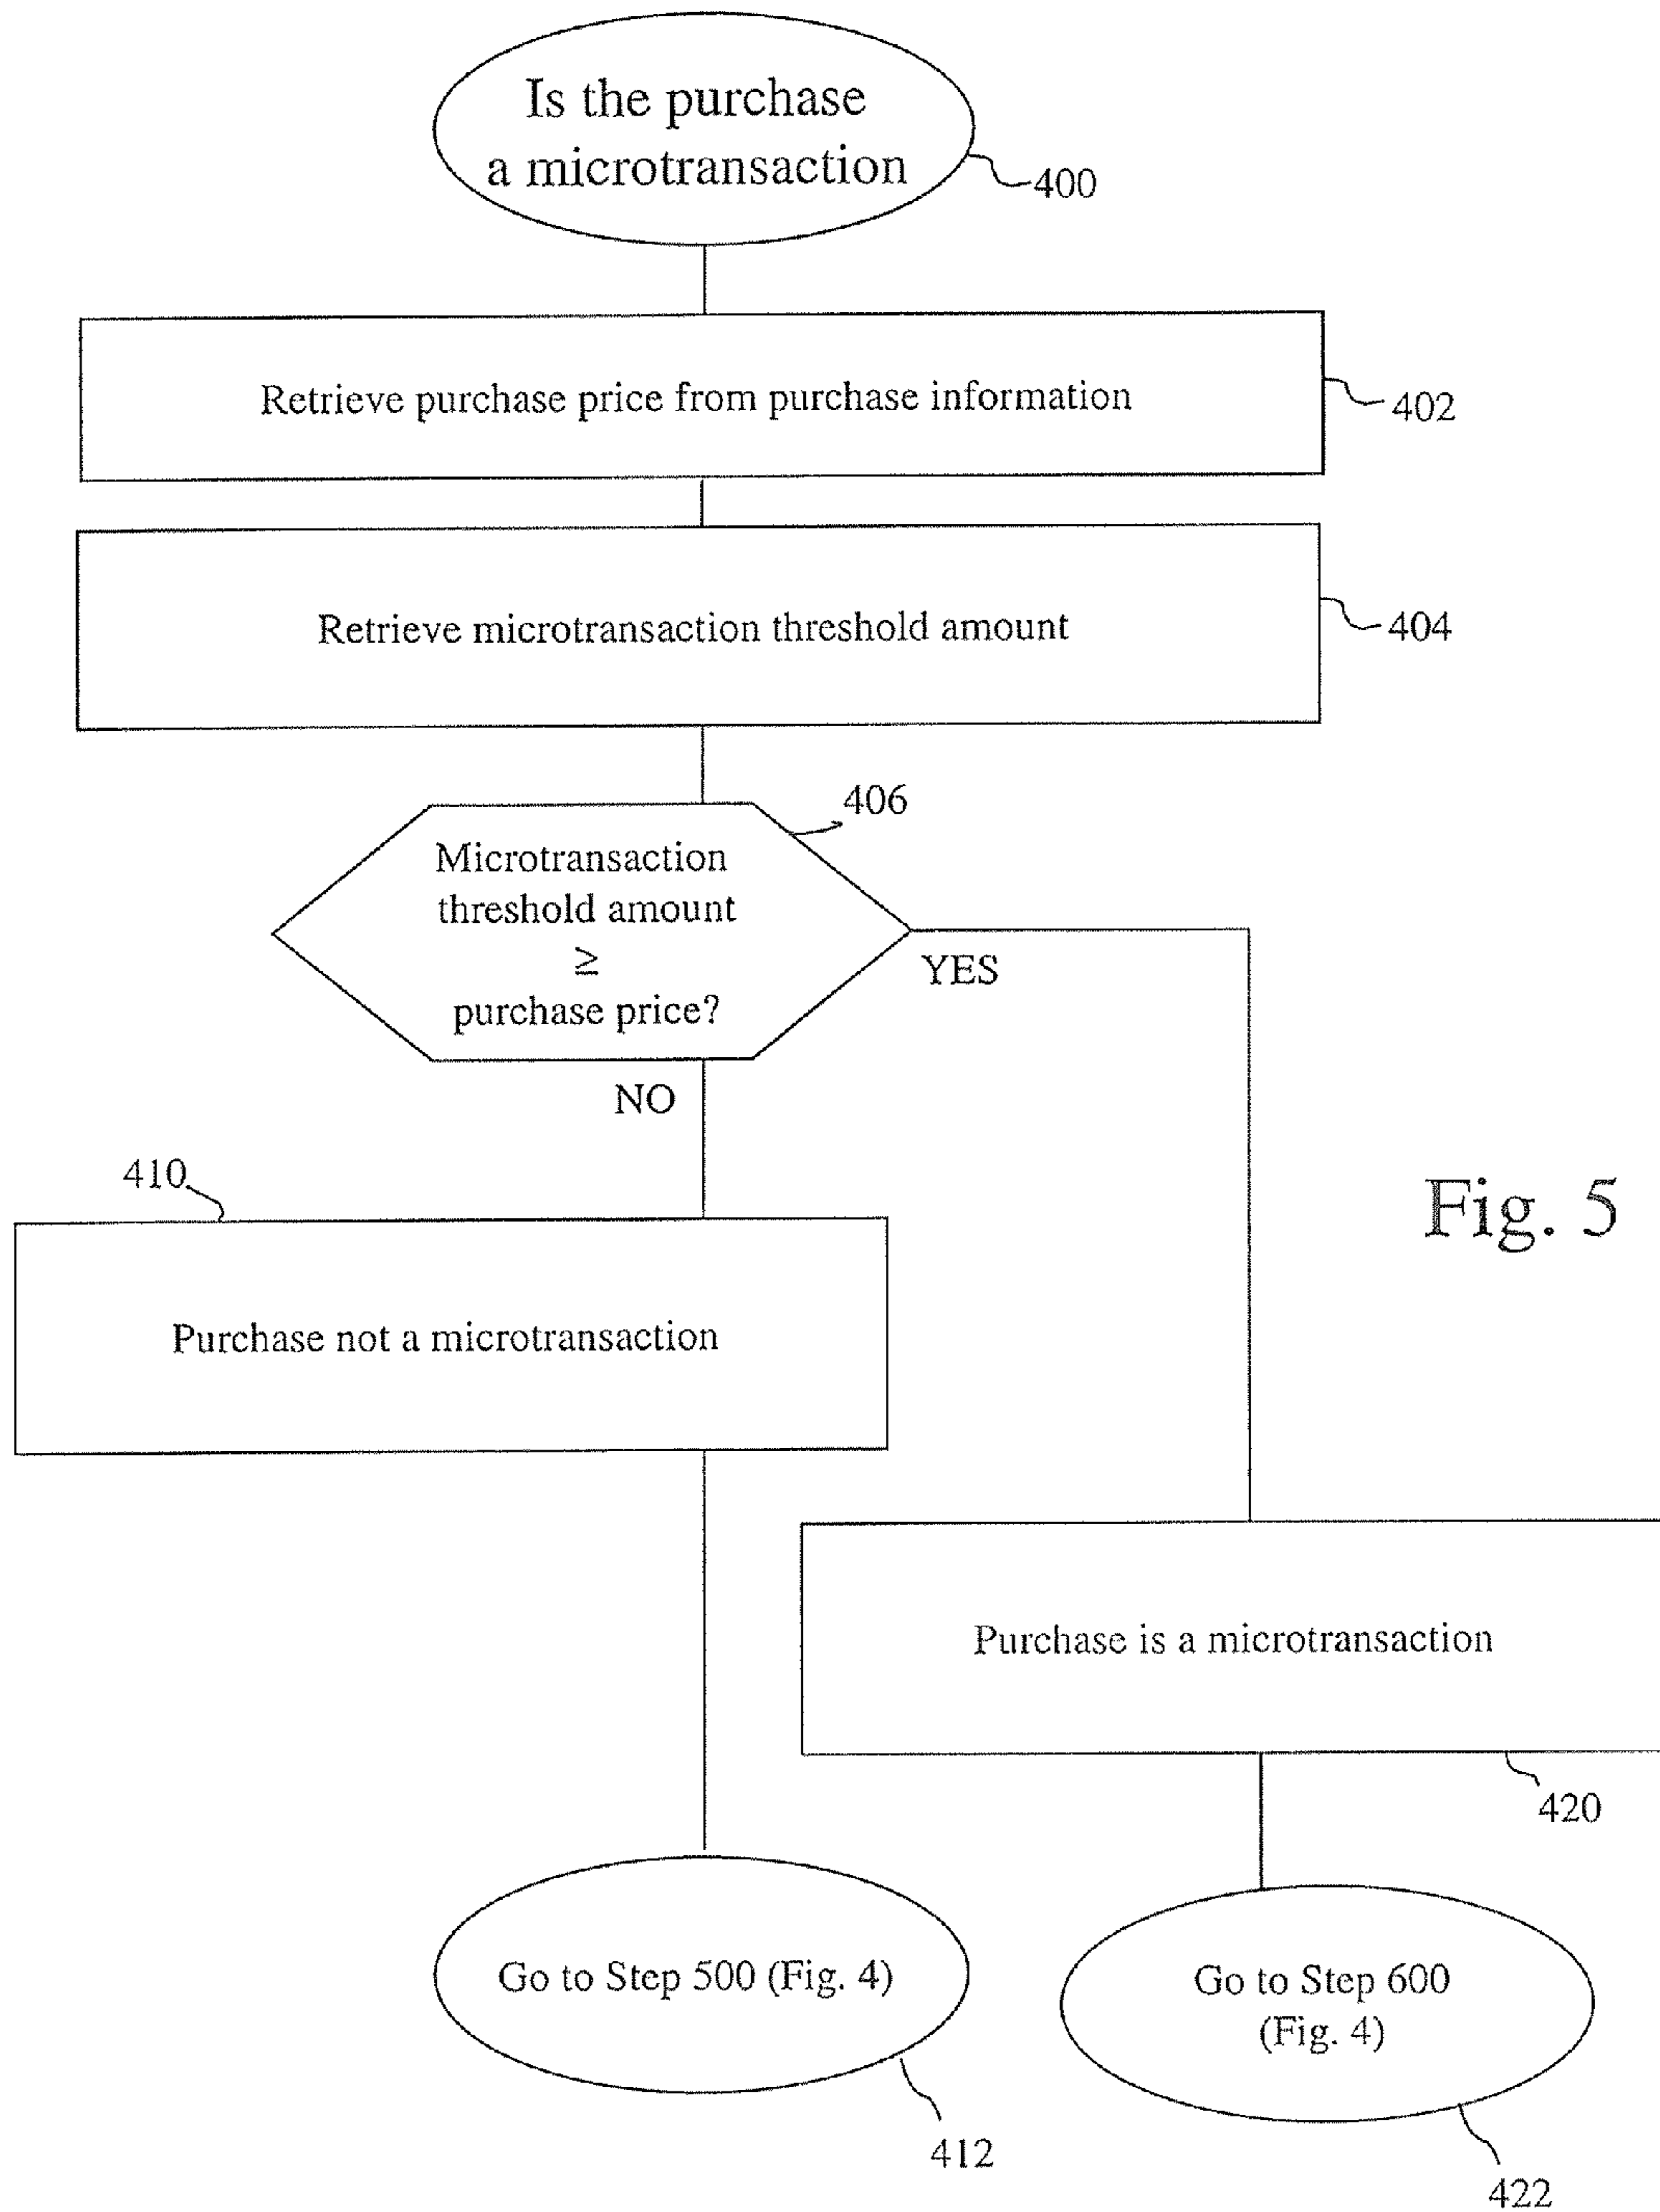 Is the purchase
a microtransaction
400
Retrieve purchase price from purchase information
402
Retrieve microtransaction threshold amount
404
406
Microtransaction
threshold amount
≥
purchase price?
YES
NO
410
Fig. 5
Purchase not a microtransaction
Purchase is a microtransaction
420
Go to Step 500 (Fig. 4)
Go to Step 600
(Fig. 4)
412
422